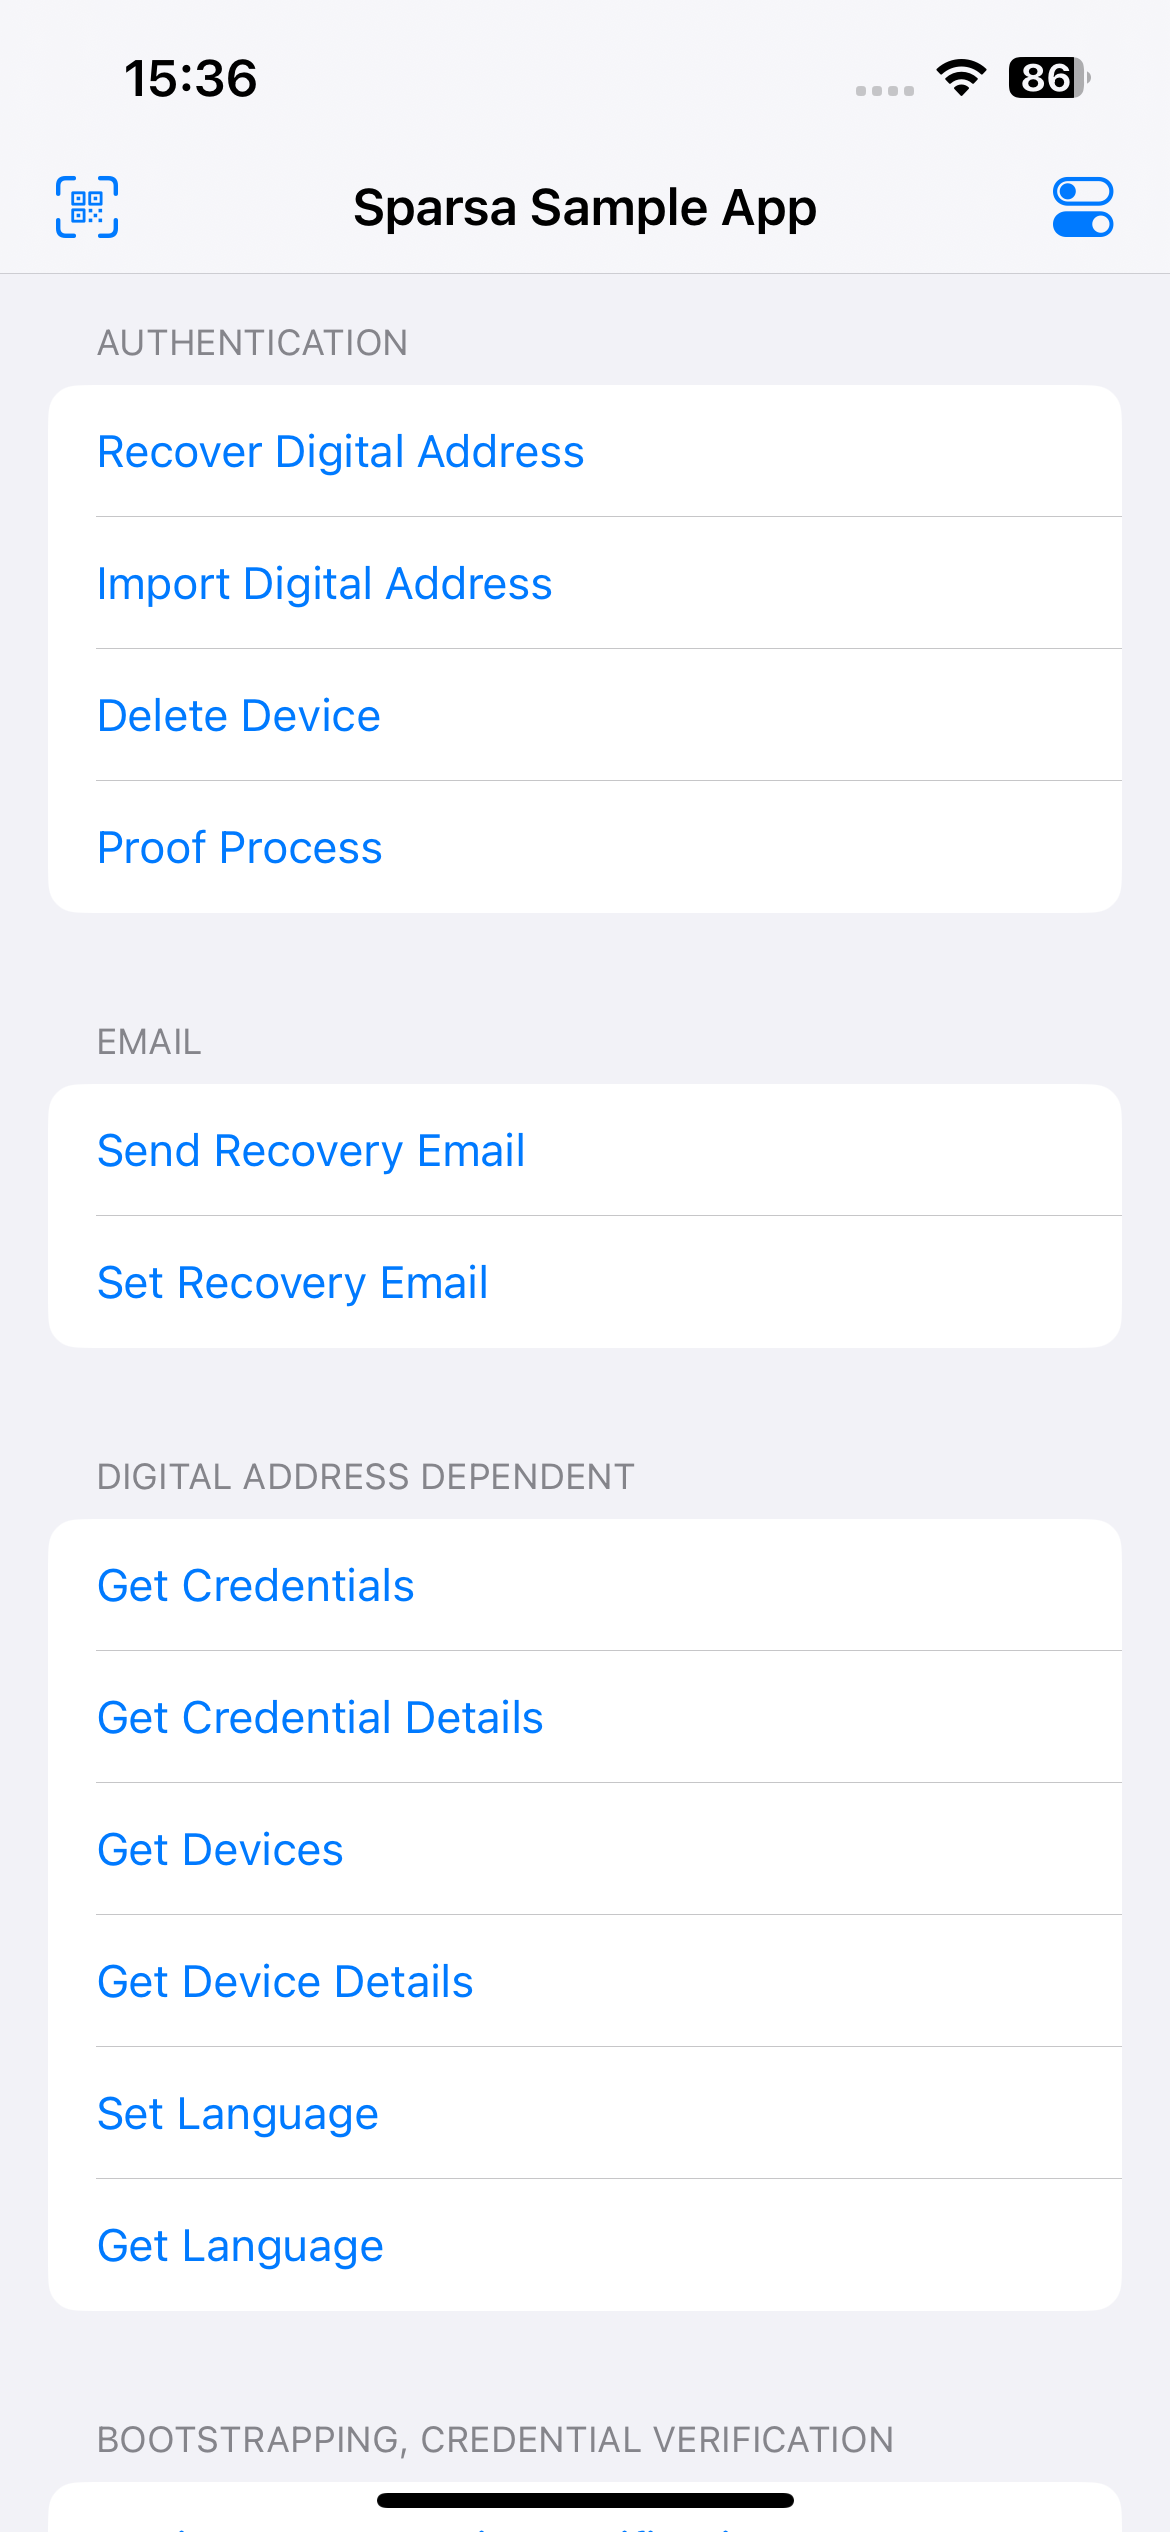 15:36
86
Sparsa Sample App
AUTHENTICATION
Recover Digital Address
Import Digital Address
Delete Device
Proof Process
EMAIL
Send Recovery Email
Set Recovery Email
DIGITAL ADDRESS DEPENDENT
Get Credentials
Get Credential Details
Get Devices
Get Device Details
Set Language
Get Language
BOOTSTRAPPING, CREDENTIAL VERIFICATION